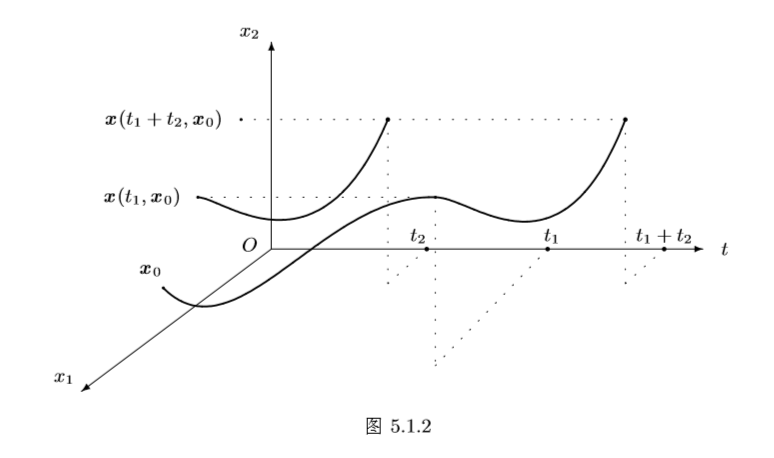 x₂
x(t₁ + t₂, x₀)
x(t₁, x₀)
O
t₂
t₁
t₁ + t₂
t
x₀
x₁
图 5.1.2